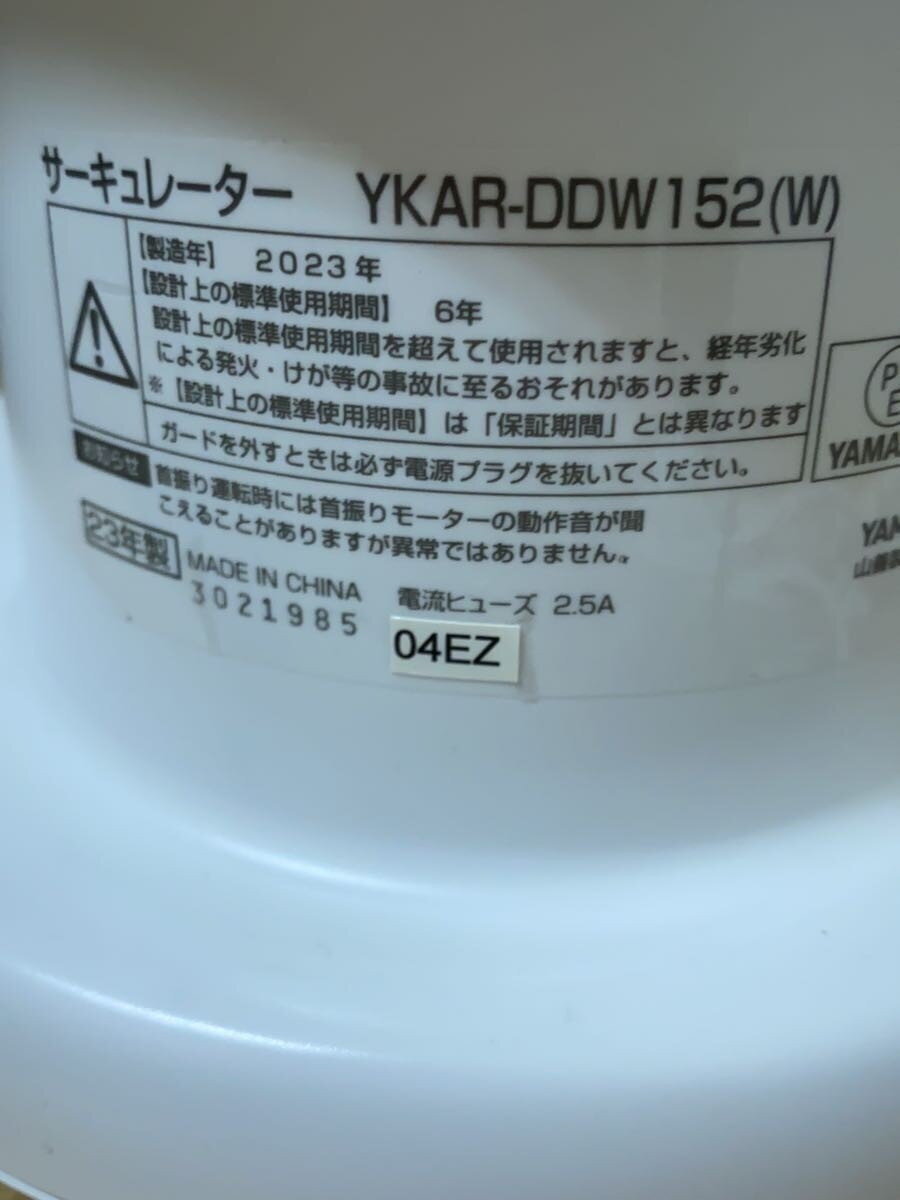 サーキュレーター YKAR-DDW152(W)
【製造年】 2023年
【設計上の標準使用期間】 6年
設計上の標準使用期間を超えて使用されますと、経年劣化
による発火・けが等の事故に至るおそれがあります。
※【設計上の標準使用期間】は「保証期間」とは異なります
ガードを外すときは必ず電源プラグを抜いてください。
お知らせ 首振り運転時には首振りモーターの動作音が聞
こえることがありますが異常ではありません。
23年製 MADE IN CHINA 電流ヒューズ 2.5A
3021985
04EZ
P
E
YAMA
YAM
山善